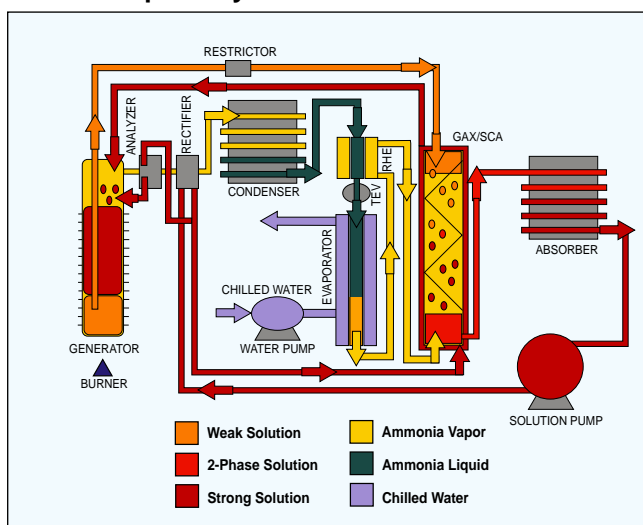 RESTRICTOR
ANALYZER
RECTIFIER
GAX/SCA
RHE
CONDENSER
TEV
ABSORBER
EVAPORATOR
CHILLED WATER
WATER PUMP
GENERATOR
BURNER
SOLUTION PUMP
Weak Solution
Ammonia Vapor
2-Phase Solution
Ammonia Liquid
Strong Solution
Chilled Water